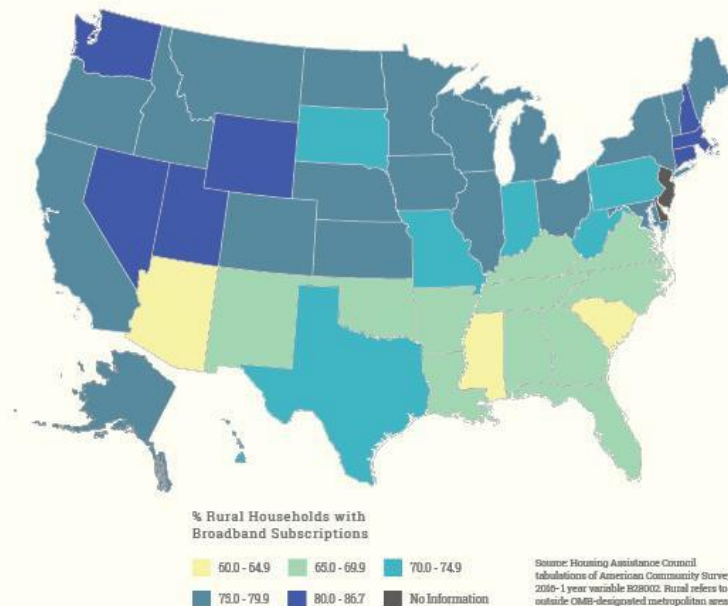 % Rural Households with
Broadband Subscriptions
60.0 - 64.9
65.0 - 69.9
70.0 - 74.9
75.0 - 79.9
80.0 - 86.7
No Information
Source: Housing Assistance Council
tabulations of American Community Surve
2016-1 year variable B28002. Rural refers to
outside OMB-designated metropolitan area